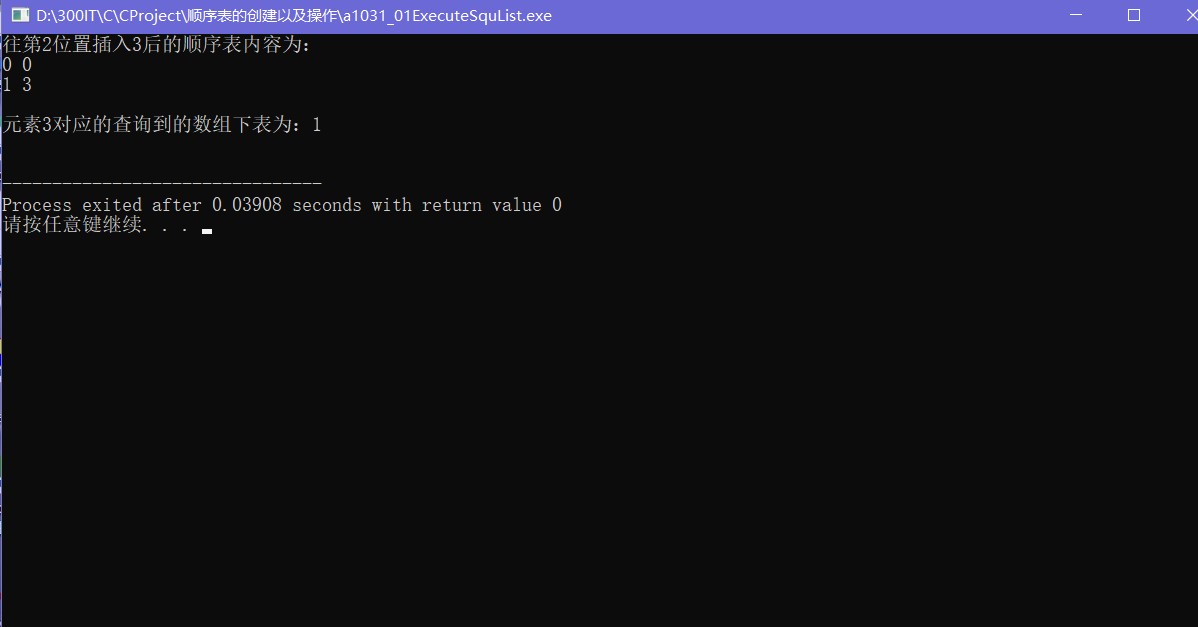 D:\300IT\C\CProject\顺序表的创建以及操作\a1031_01ExecuteSquList.exe
往第2位置插入3后的顺序表内容为：
0 0
1 3
元素3对应的查询到的数组下表为：1
--------------------------------
Process exited after 0.03908 seconds with return value 0
请按任意键继续. . .